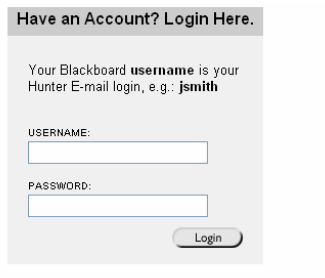 Have an Account? Login Here.
Your Blackboard username is your
Hunter E-mail login, e.g.: jsmith
USERNAME:
PASSWORD:
Login